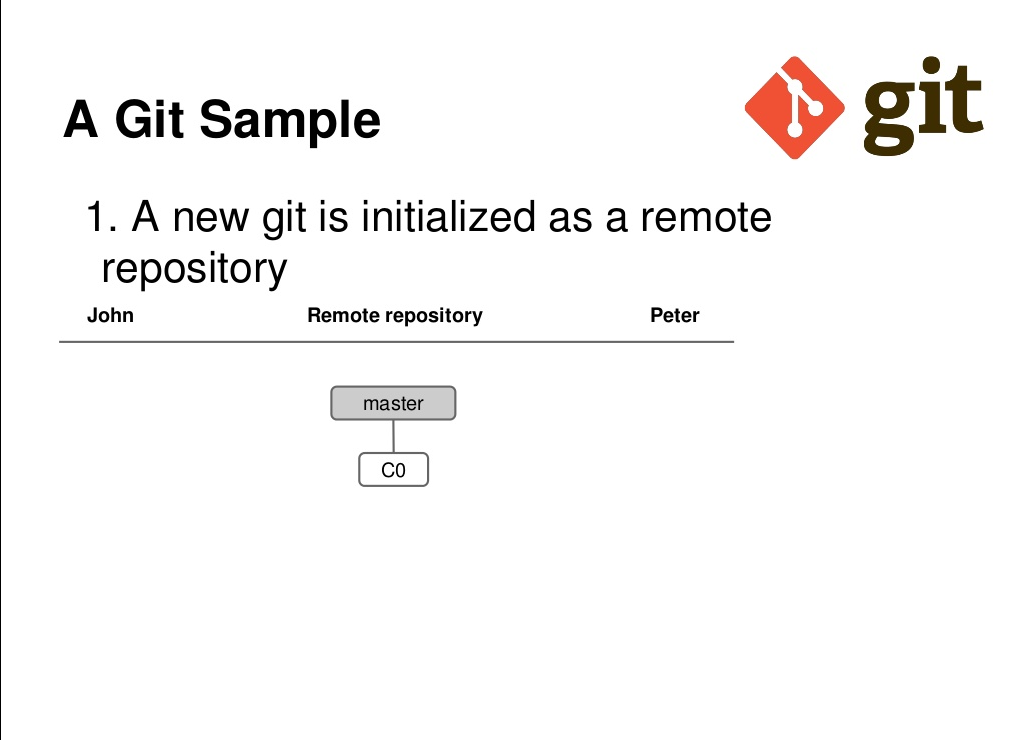 git
A Git Sample
1. A new git is initialized as a remote
repository
John Remote repository Peter
master
C0